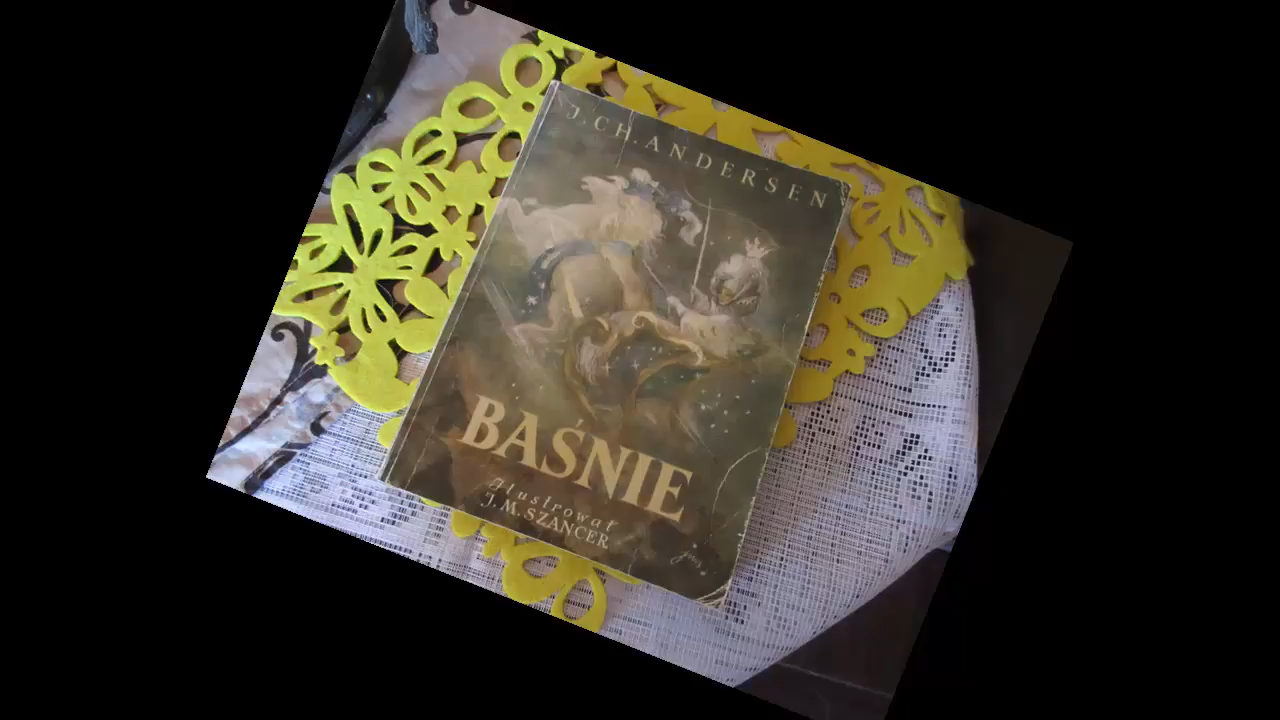 J. CH. ANDERSEN
BAŚNIE
Ilustrował
J. M. SZANCER